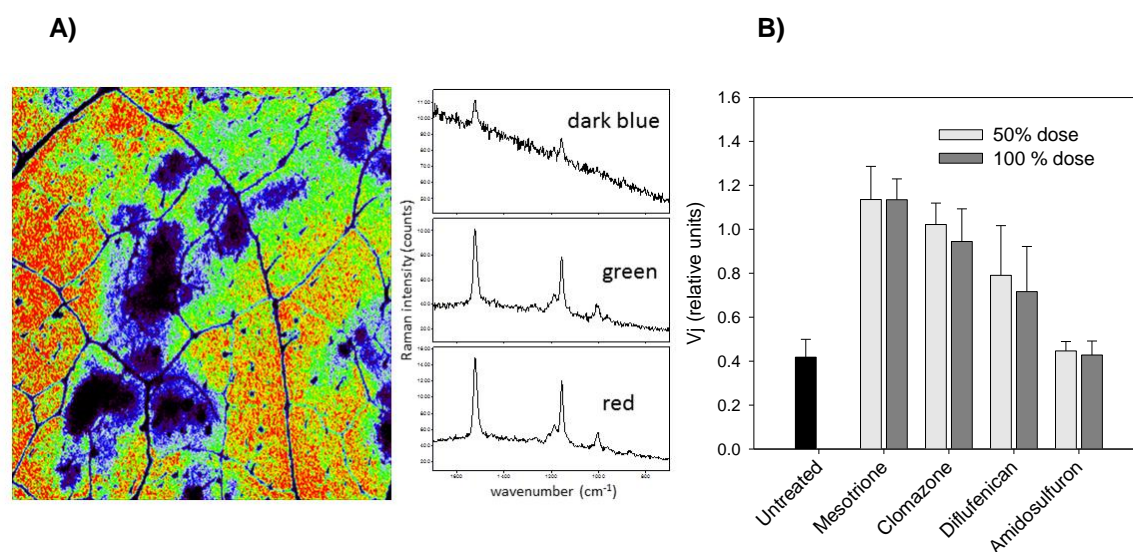 A)
B)
dark blue
green
red
Raman intensity (counts)
wavenumber (cm⁻¹)
Vj (relative units)
1.6
1.4
1.2
1.0
0.8
0.6
0.4
0.2
0.0
50% dose
100 % dose
Untreated
Mesotrione
Clomazone
Diflufenican
Amidosulfuron